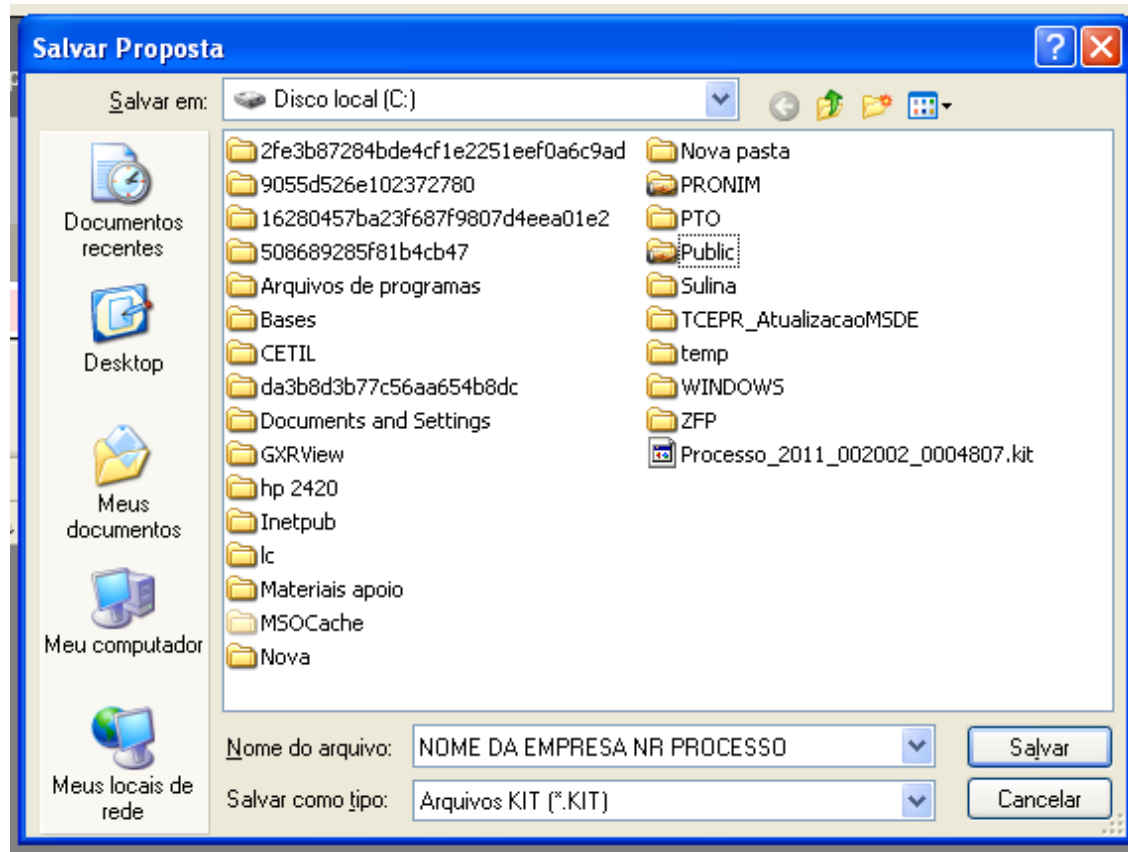 Salvar Proposta
Salvar em:
Disco local (C:)
Documentos
recentes
Desktop
Meus
documentos
Meu computador
Meus locais de
rede
2fe3b87284bde4cf1e2251eef0a6c9ad
9055d526e102372780
16280457ba23f687f9807d4eea01e2
508689285f81b4cb47
Arquivos de programas
Bases
CETIL
da3b8d3b77c56aa654b8dc
Documents and Settings
GXRView
hp 2420
Inetpub
lc
Materiais apoio
MSOCache
Nova
Nova pasta
PRONIM
PTO
Public
Sulina
TCEPR_AtualizacaoMSDE
temp
WINDOWS
ZFP
Processo_2011_002002_0004807.kit
Nome do arquivo:
NOME DA EMPRESA NR PROCESSO
Salvar
Salvar como tipo:
Arquivos KIT (*.KIT)
Cancelar